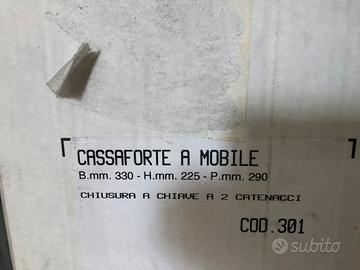 CASSAFORTE A MOBILE
B.mm. 330 - H.mm. 225 - P.mm. 290
CHIUSURA A CHIAVE A 2 CATENACCI
COD.301
subito